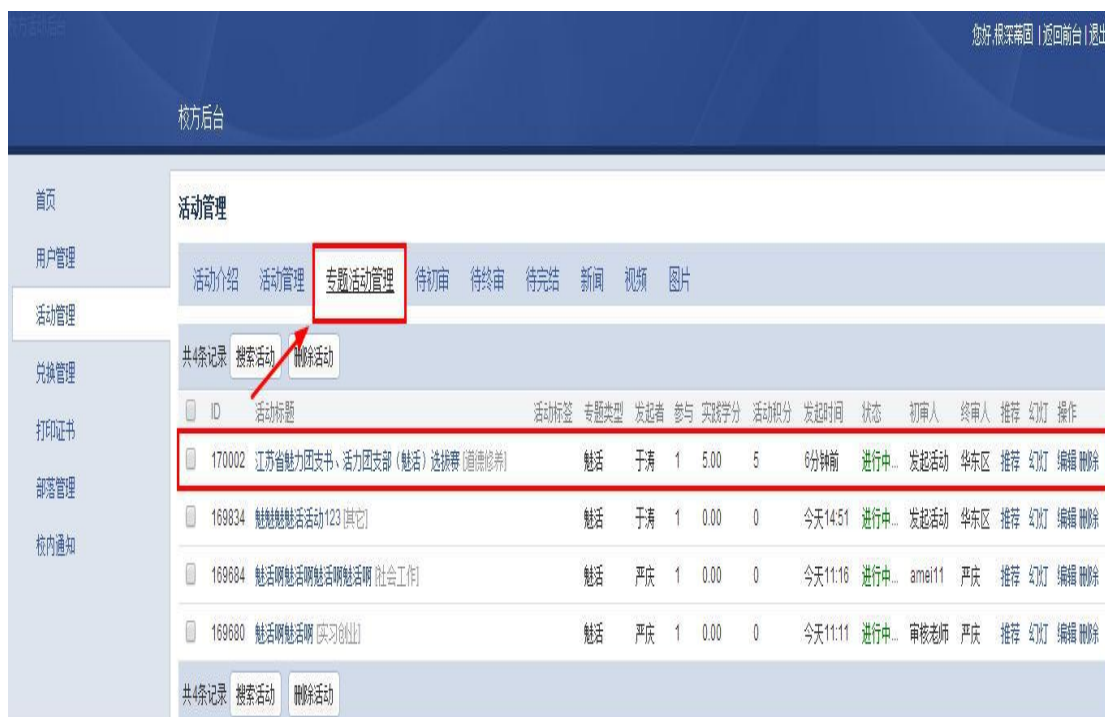 校方活动后台
您好,根深蒂固 | 返回前台 | 退出
校方后台
首页
用户管理
活动管理
兑换管理
打印证书
部落管理
校内通知
活动管理
活动介绍 活动管理 专题活动管理 待初审 待终审 待完结 新闻 视频 图片
共4条记录 搜索活动 删除活动
ID 活动标题 活动标签 专题类型 发起者 参与 实践学分 活动积分 发起时间 状态 初审人 终审人 推荐 幻灯 操作
170002 江苏省魅力团支书、活力团支部（魅活）选拔赛 [道德修养] 魅活 于涛 1 5.00 5 6分钟前 进行中... 发起活动 华东区 推荐 幻灯 编辑 删除
169834 魅魅魅魅活活动123 [其它] 魅活 于涛 1 0.00 0 今天14:51 进行中... 发起活动 华东区 推荐 幻灯 编辑 删除
169684 魅活啊魅活啊魅活啊魅活啊 [社会工作] 魅活 严庆 1 0.00 0 今天11:16 进行中... amei11 严庆 推荐 幻灯 编辑 删除
169680 魅活啊魅活啊 [实习创业] 魅活 严庆 1 0.00 0 今天11:11 进行中... 审核老师 严庆 推荐 幻灯 编辑 删除
共4条记录 搜索活动 删除活动